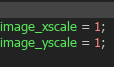 image_xscale = 1;
image_yscale = 1;